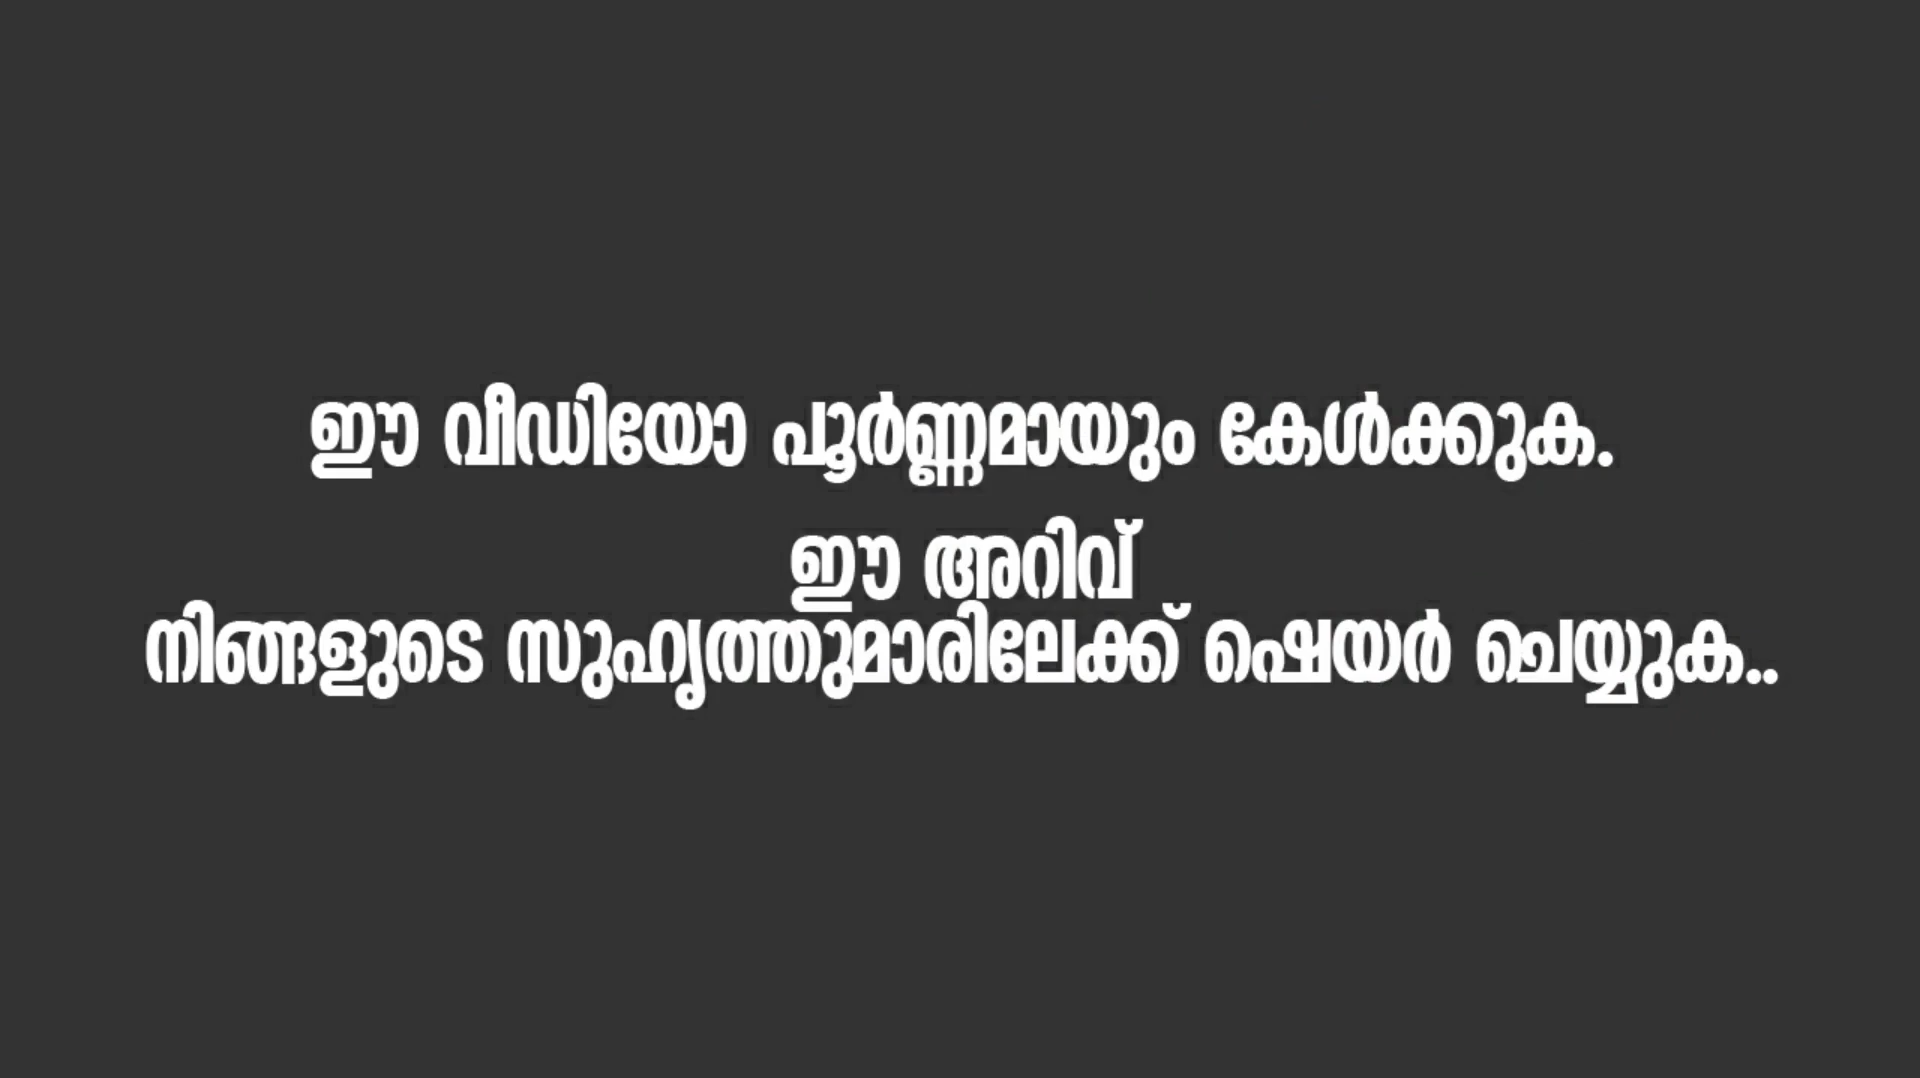 ഈ വീഡിയോ പൂർണ്ണമായും കേൾക്കുക.
ഈ അറിവ്
നിങ്ങളുടെ സുഹൃത്തുമാരിലേക്ക് ഷെയർ ചെയ്യുക..